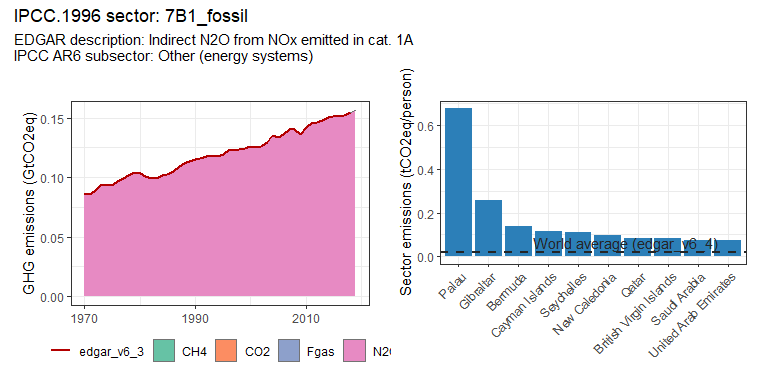 IPCC.1996 sector: 7B1_fossil
EDGAR description: Indirect N2O from NOx emitted in cat. 1A
IPCC AR6 subsector: Other (energy systems)
GHG emissions (GtCO2eq)
0.15
0.10
0.05
0.00
1970
1990
2010
edgar_v6_3
CH4
CO2
Fgas
N2
Sector emissions (tCO2eq/person)
0.6
0.4
0.2
0.0
World average (edgar_v6_4)
Palau
Gibraltar
Bermuda
Cayman Islands
Seychelles
New Caledonia
Qatar
British Virgin Islands
Saudi Arabia
United Arab Emirates